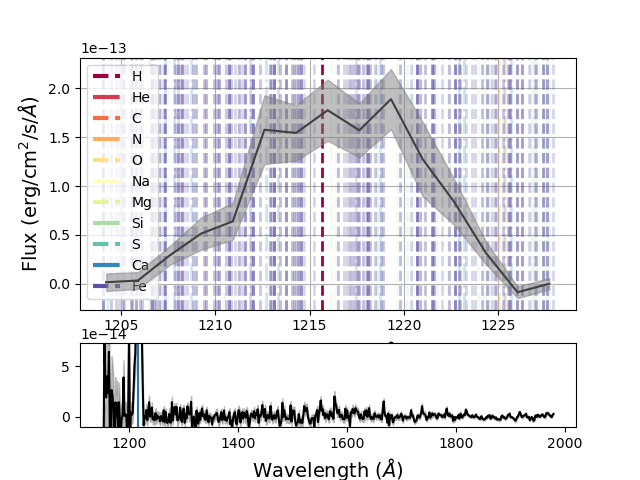 1e−13
Flux (erg/cm²/s/Å)
2.0
1.5
1.0
0.5
0.0
H
He
C
N
O
Na
Mg
Si
S
Ca
Fe
1205 1210 1215 1220 1225
1e−14
5
0
1200 1400 1600 1800 2000
Wavelength (Å)